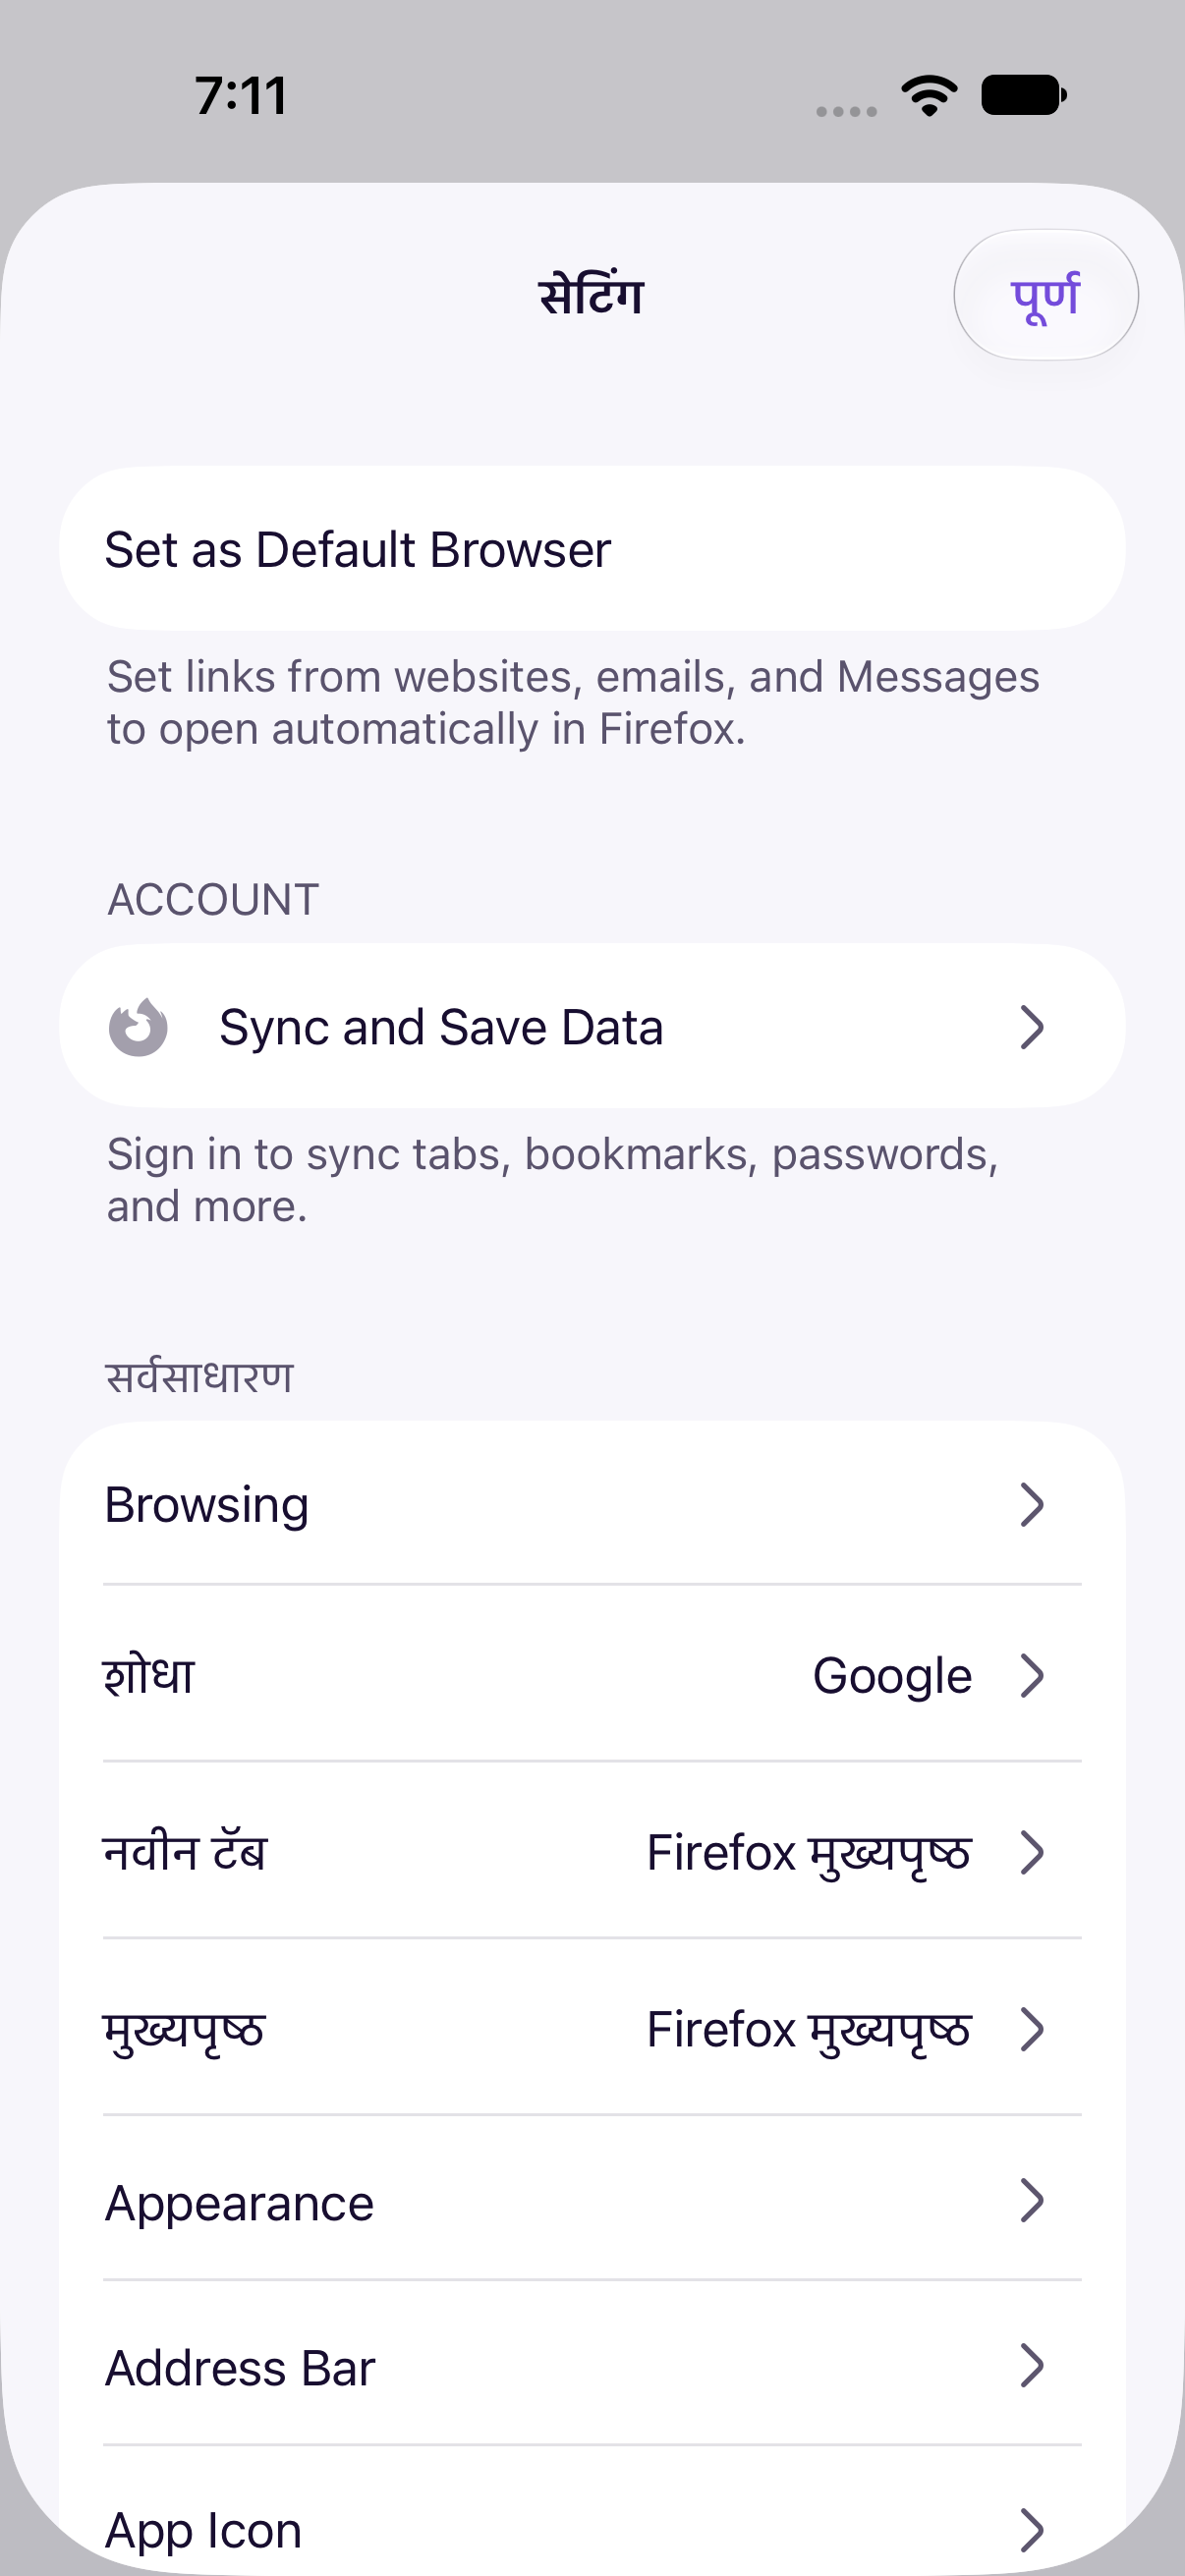 7:11
सेटिंग
पूर्ण
Set as Default Browser
Set links from websites, emails, and Messages
to open automatically in Firefox.
ACCOUNT
Sync and Save Data
Sign in to sync tabs, bookmarks, passwords,
and more.
सर्वसाधारण
Browsing
शोधा Google
नवीन टॅब Firefox मुख्यपृष्ठ
मुख्यपृष्ठ Firefox मुख्यपृष्ठ
Appearance
Address Bar
App Icon